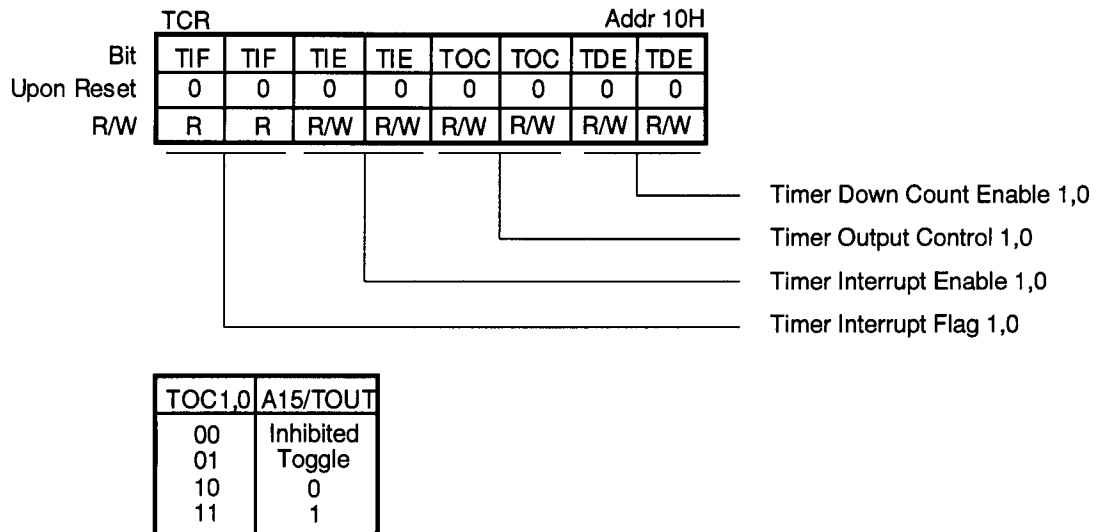 TCR Addr 10H
Bit TIF TIF TIE TIE TOC TOC TDE TDE
Upon Reset 0 0 0 0 0 0 0 0
R/W R R R/W R/W R/W R/W R/W R/W
Timer Down Count Enable 1,0
Timer Output Control 1,0
Timer Interrupt Enable 1,0
Timer Interrupt Flag 1,0
TOC1,0 A15/TOUT
00 Inhibited
01 Toggle
10 0
11 1